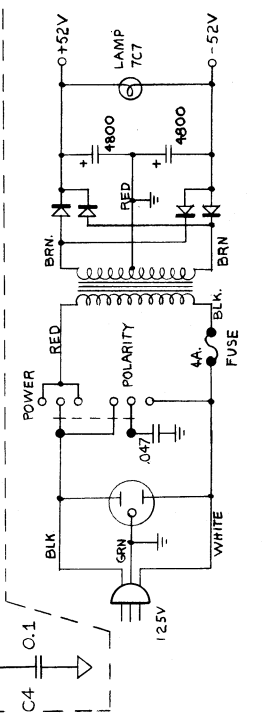 +52V
-52V
LAMP
7C7
+
4800
+
4800
RED
BRN.
BRN
RED
BLK.
POWER
POLARITY
4A.
FUSE
.047
BLK
GRN
WHITE
125V
C4
0.1